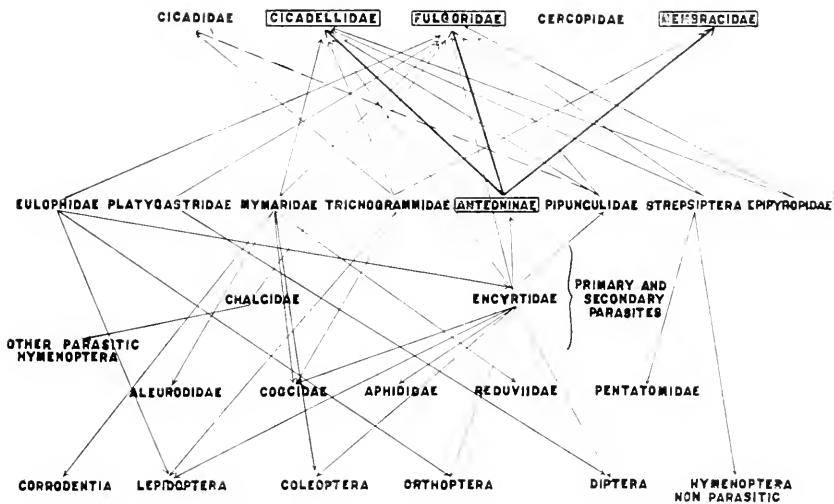 CICADIDAE CICADELLIDAE FULGORIDAE CERCOPIDAE MEMBRACIDAE
EULOPHIDAE PLATYGASTRIDAE MYMARIDAE TRICHOGRAMMIDAE ANTEONINAE PIPUNCULIDAE STREPSIPTERA EPIPYROPIDAE
CHALCIDAE ENCYRTIDAE PRIMARY AND
SECONDARY
PARASITES
OTHER PARASITIC
HYMENOPTERA
ALEURODIDAE COCCIDAE APHIDIDAE REDUVIIDAE PENTATOMIDAE
CORRODENTIA LEPIDOPTERA COLEOPTERA ORTHOPTERA DIPTERA HYMENOPTERA
NON PARASITIC